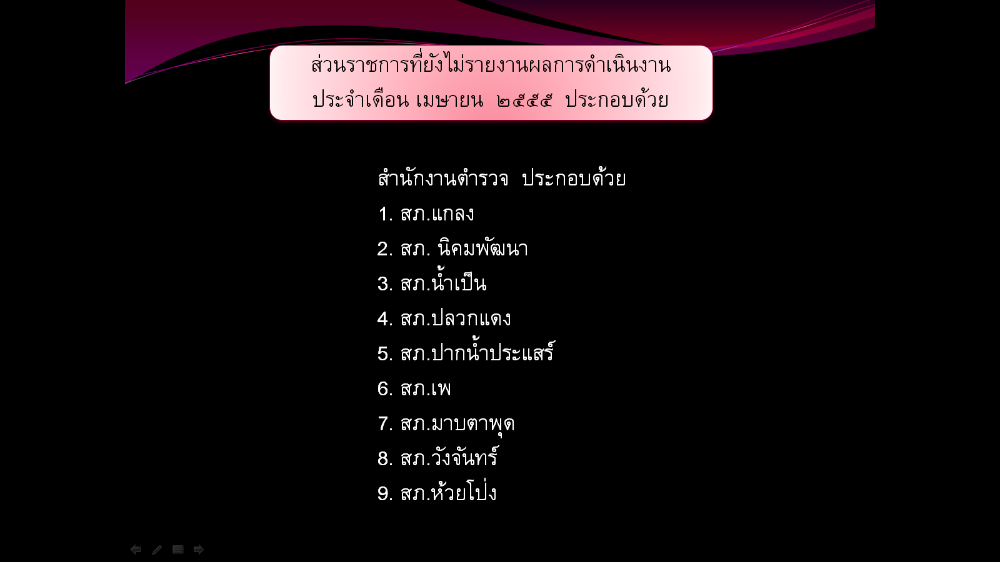 ส่วนราชการที่ยังไม่รายงานผลการดำเนินงาน
ประจำเดือน เมษายน ๒๕๕๕ ประกอบด้วย
สำนักงานตำรวจ ประกอบด้วย
1. สภ.แกลง
2. สภ. นิคมพัฒนา
3. สภ.น้ำเป็น
4. สภ.ปลวกแดง
5. สภ.ปากน้ำประแสร์
6. สภ.เพ
7. สภ.มาบตาพุด
8. สภ.วังจันทร์
9. สภ.ห้วยโป่ง